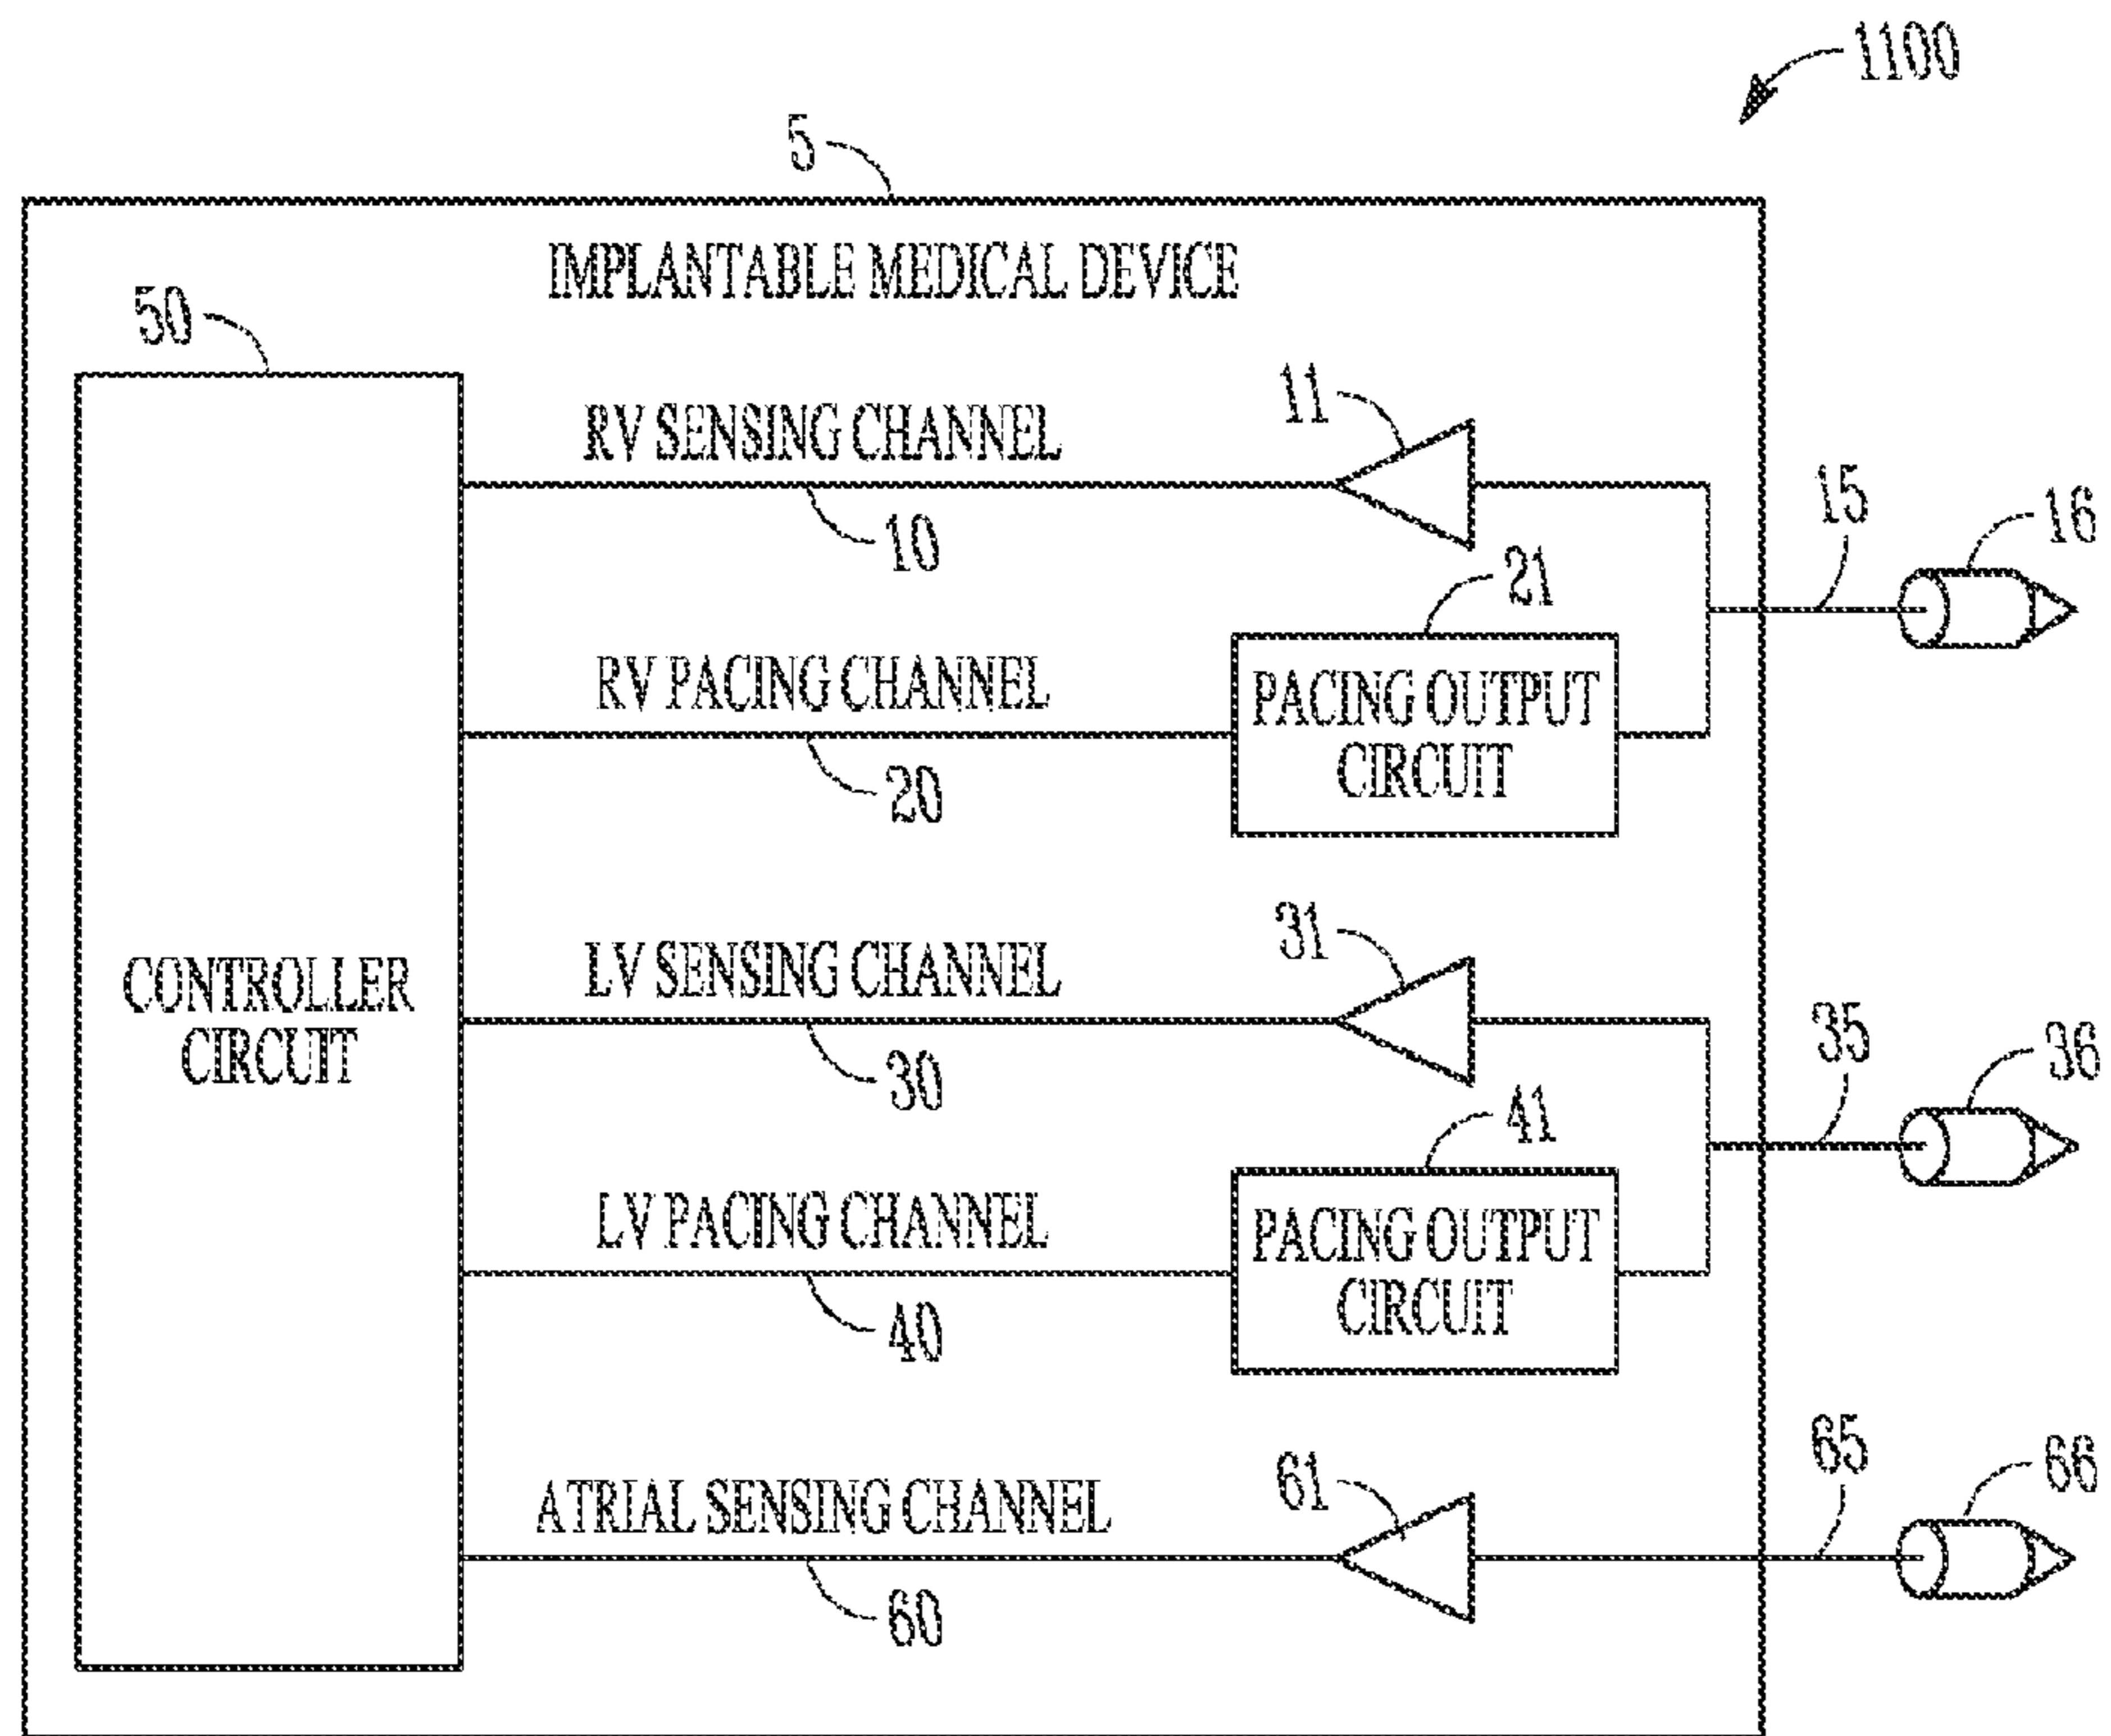 1100
5
IMPLANTABLE MEDICAL DEVICE
50
RV SENSING CHANNEL
11
10
15
16
RV PACING CHANNEL
21
PACING OUTPUT
CIRCUIT
20
CONTROLLER
CIRCUIT
LV SENSING CHANNEL
31
30
35
36
LV PACING CHANNEL
41
PACING OUTPUT
CIRCUIT
40
ATRIAL SENSING CHANNEL
61
60
65
66